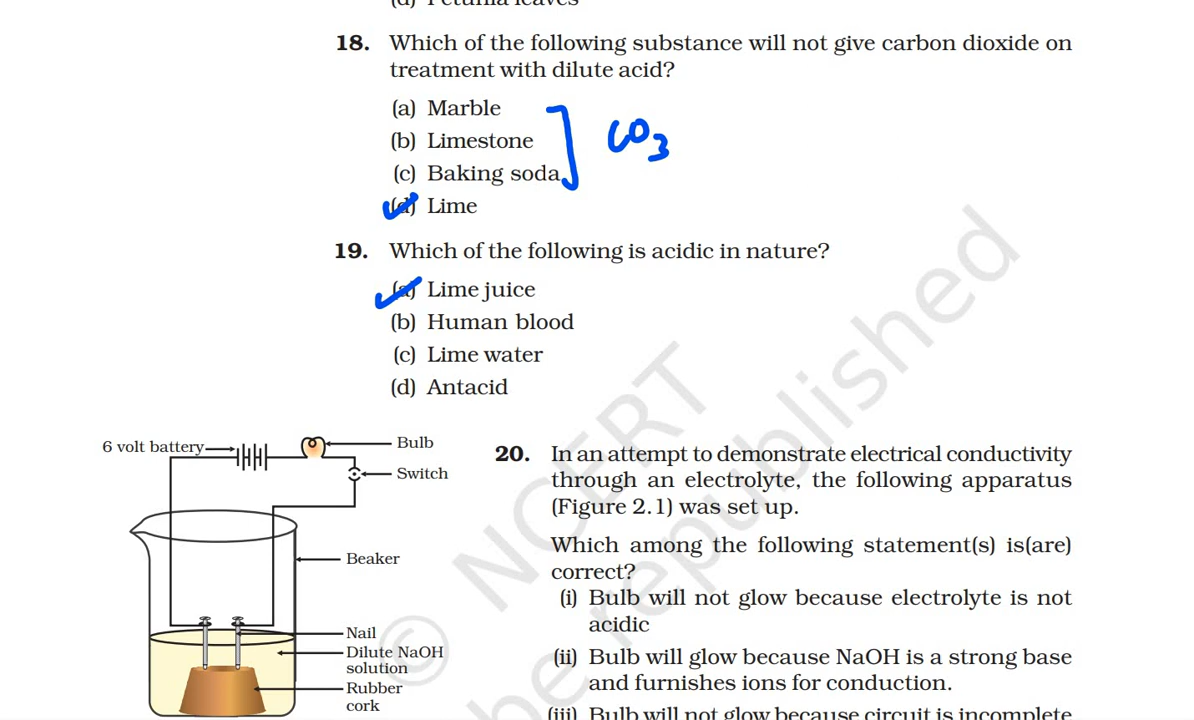 (d) Petunia leaves
18. Which of the following substance will not give carbon dioxide on
treatment with dilute acid?
(a) Marble
(b) Limestone
(c) Baking soda
CO3
(d) Lime
19. Which of the following is acidic in nature?
(a) Lime juice
(b) Human blood
(c) Lime water
(d) Antacid
6 volt battery
Bulb
Switch
Beaker
Nail
Dilute NaOH
solution
Rubber
cork
20. In an attempt to demonstrate electrical conductivity
through an electrolyte, the following apparatus
(Figure 2.1) was set up.
Which among the following statement(s) is(are)
correct?
(i) Bulb will not glow because electrolyte is not
acidic
(ii) Bulb will glow because NaOH is a strong base
and furnishes ions for conduction.
(iii) Bulb will not glow because circuit is incomplete
© NCERT
be republished